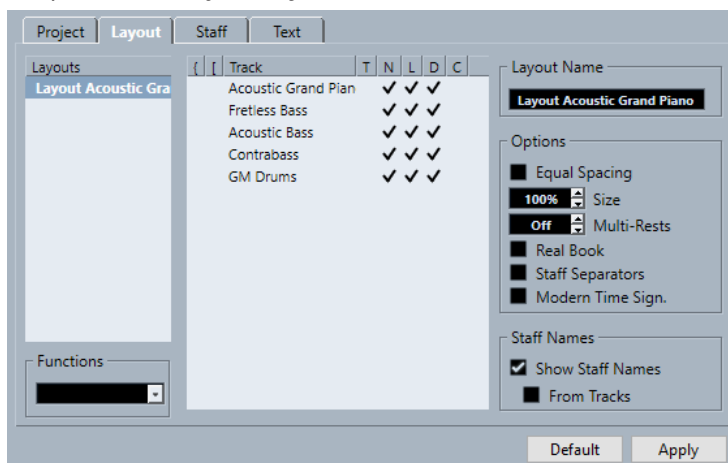 Project Layout Staff Text
Layouts
Layout Acoustic Gra
{ [ Track T N L D C
Acoustic Grand Pian
Fretless Bass
Acoustic Bass
Contrabass
GM Drums
Functions
Layout Name
Layout Acoustic Grand Piano
Options
Equal Spacing
100% Size
Off Multi-Rests
Real Book
Staff Separators
Modern Time Sign.
Staff Names
Show Staff Names
From Tracks
Default Apply